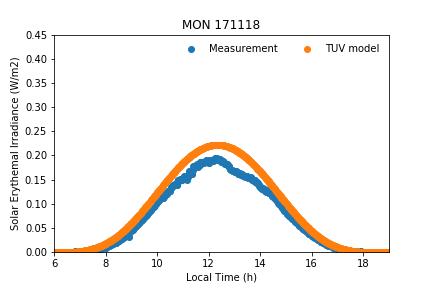 MON 171118
Measurement
TUV model
Solar Erythemal Irradiance (W/m2)
0.45
0.40
0.35
0.30
0.25
0.20
0.15
0.10
0.05
0.00
6 8 10 12 14 16 18
Local Time (h)